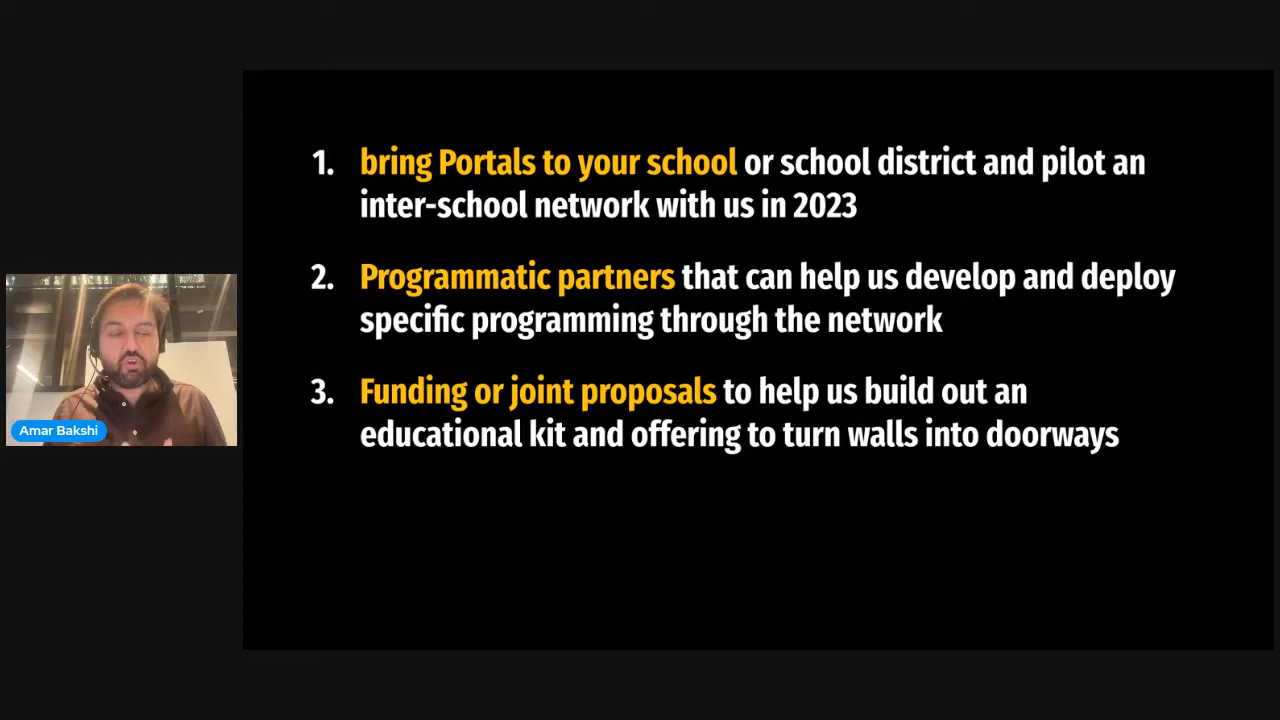 1. bring Portals to your school or school district and pilot an
inter-school network with us in 2023
2. Programmatic partners that can help us develop and deploy
specific programming through the network
3. Funding or joint proposals to help us build out an
educational kit and offering to turn walls into doorways
Amar Bakshi